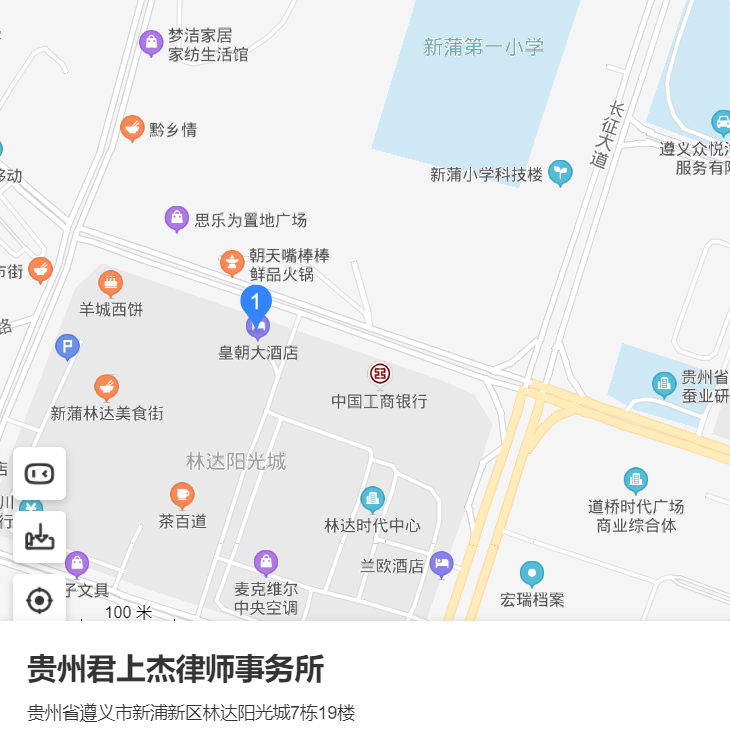 梦洁家居
家纺生活馆
新蒲第一小学
黔乡情
长征大道
遵义众悦汽
服务有限
新蒲小学科技楼
移动
思乐为置地广场
朝天嘴棒棒
鲜品火锅
市街
羊城西饼
1
路
P
皇朝大酒店
中国工商银行
贵州省
蚕业研
新蒲林达美食街
林达阳光城
店
川
行
茶百道
林达时代中心
道桥时代广场
商业综合体
兰欧酒店
子文具
麦克维尔
中央空调
宏瑞档案
100 米
贵州君上杰律师事务所
贵州省遵义市新浦新区林达阳光城7栋19楼